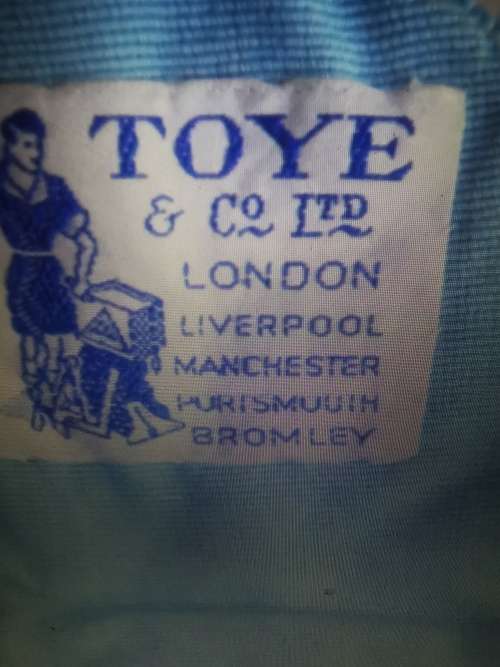 TOYE
& Co LTD
LONDON
LIVERPOOL
MANCHESTER
PORTSMOUTH
BROMLEY